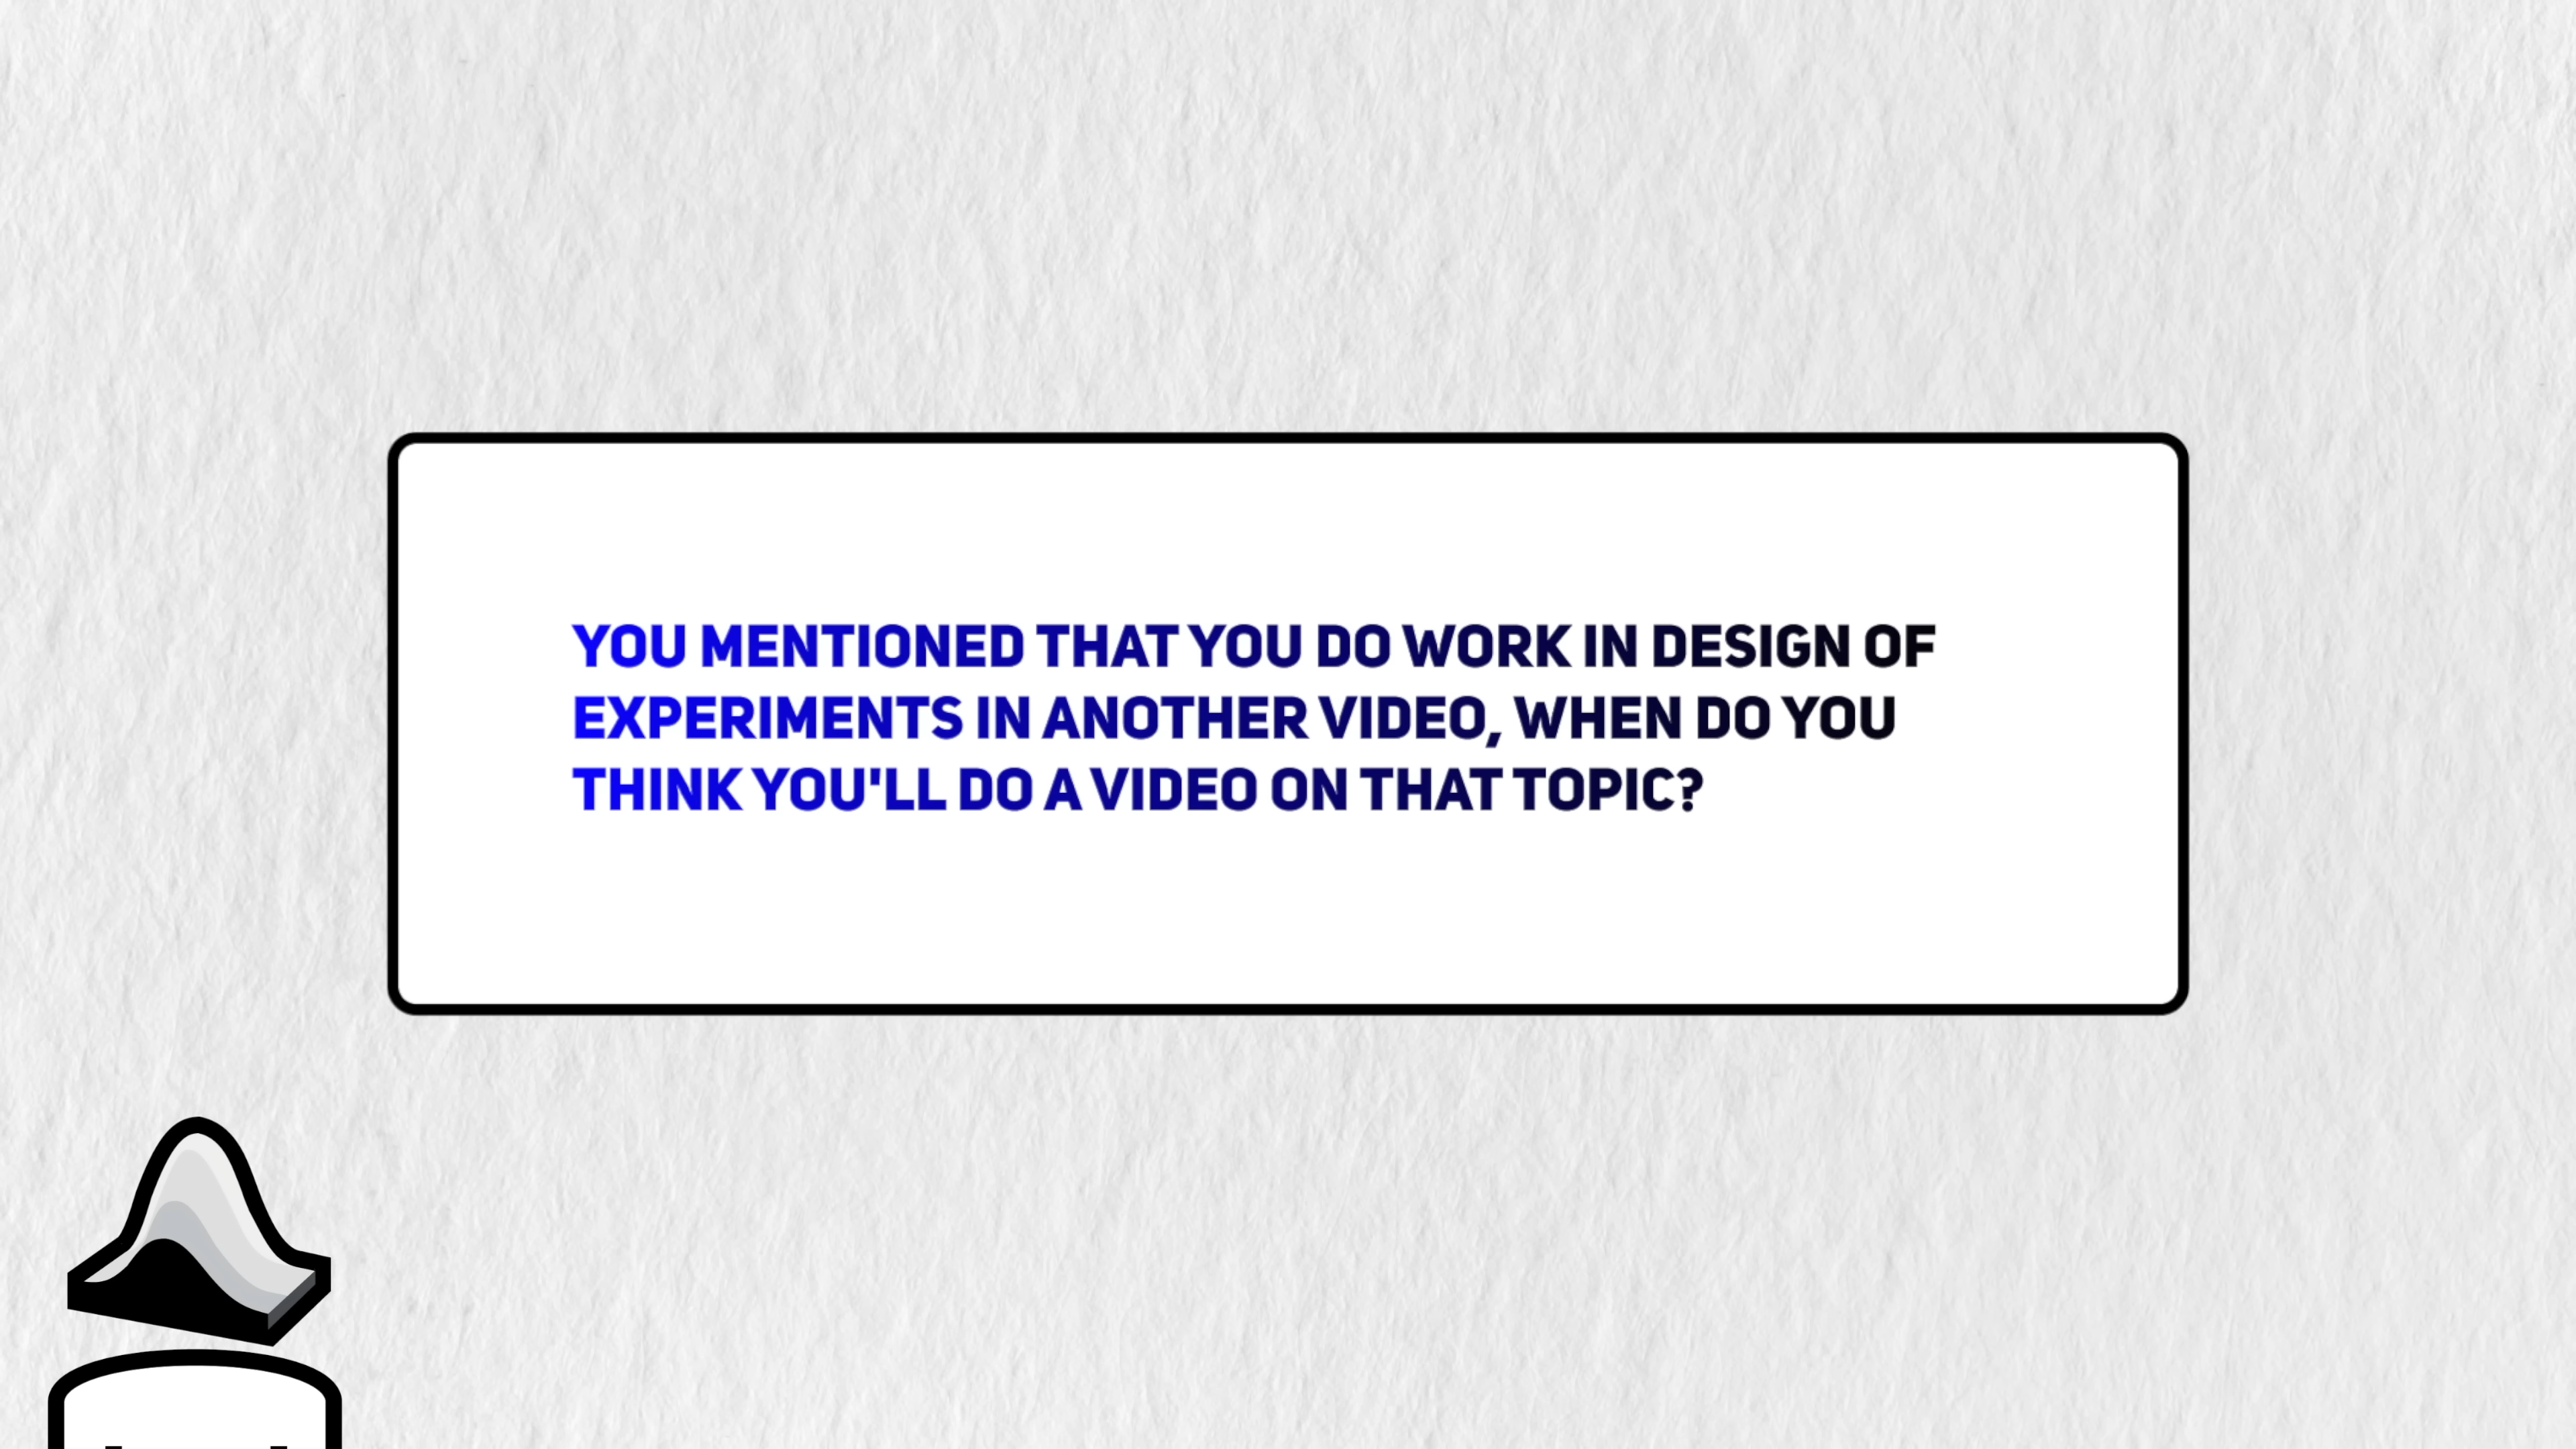 YOU MENTIONED THAT YOU DO WORK IN DESIGN OF
EXPERIMENTS IN ANOTHER VIDEO, WHEN DO YOU
THINK YOU'LL DO A VIDEO ON THAT TOPIC?